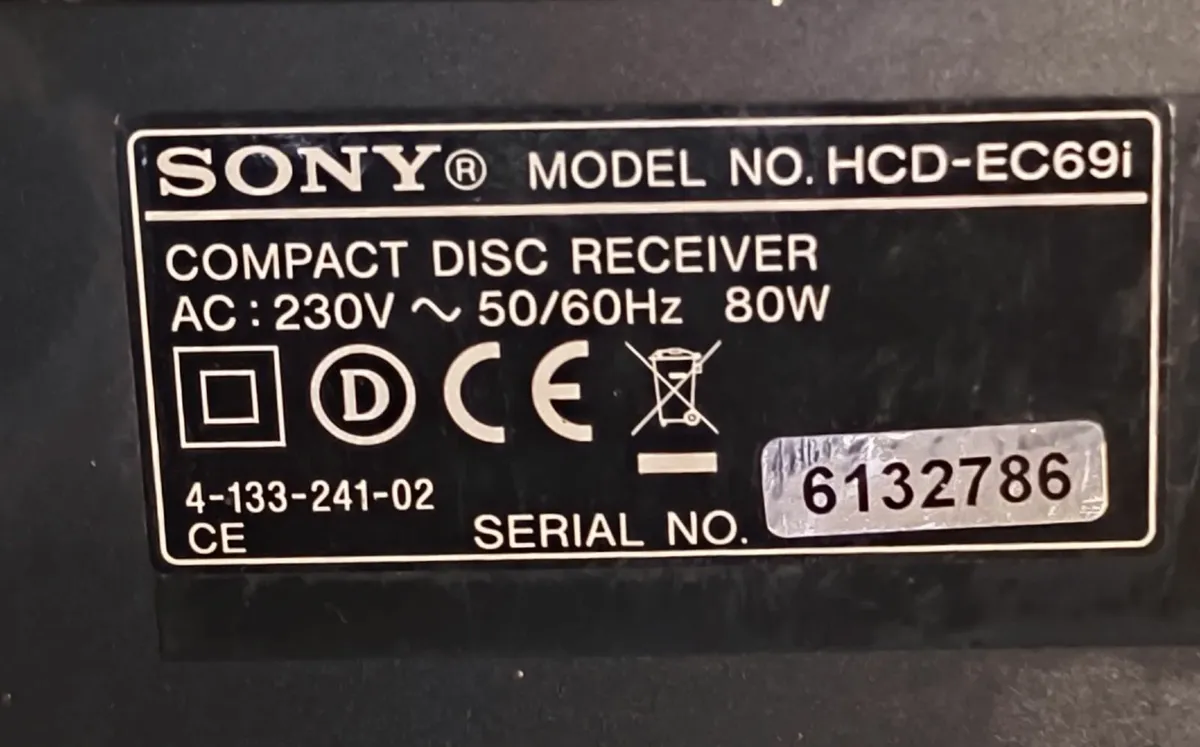 SONY® MODEL NO. HCD-EC69i
COMPACT DISC RECEIVER
AC : 230V ~ 50/60Hz 80W
D CE
4-133-241-02
CE
SERIAL NO. 6132786